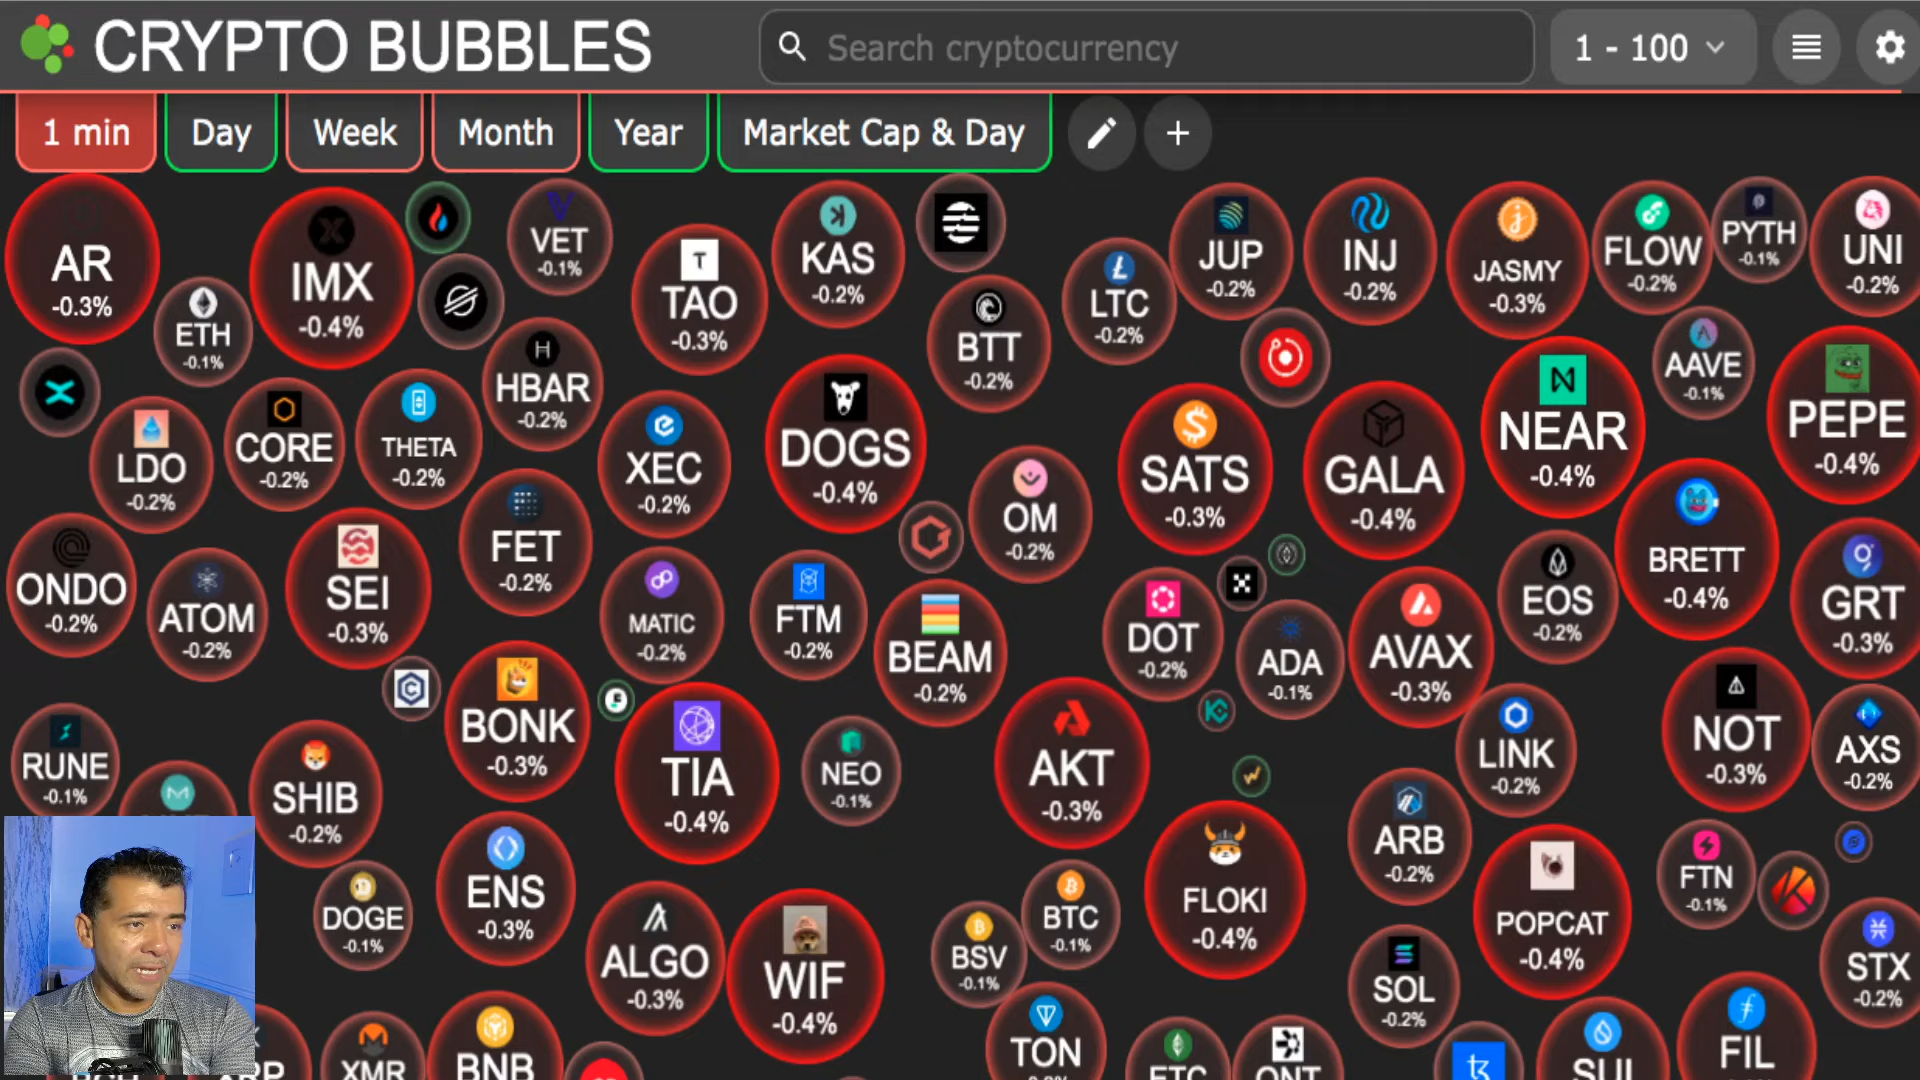 CRYPTO BUBBLES
Search cryptocurrency
1 - 100
1 min
Day
Week
Month
Year
Market Cap & Day
AR
-0.3%
IMX
-0.4%
VET
-0.1%
TAO
-0.3%
KAS
-0.2%
JUP
-0.2%
INJ
-0.2%
JASMY
-0.3%
FLOW
-0.2%
PYTH
-0.1%
UNI
-0.2%
ETH
-0.1%
HBAR
-0.2%
BTT
-0.2%
LTC
-0.2%
AAVE
-0.1%
PEPE
-0.4%
LDO
-0.2%
CORE
-0.2%
THETA
-0.2%
XEC
-0.2%
DOGS
-0.4%
OM
-0.2%
SATS
-0.3%
GALA
-0.4%
NEAR
-0.4%
BRETT
-0.4%
ONDO
-0.2%
ATOM
-0.2%
SEI
-0.3%
FET
-0.2%
MATIC
-0.2%
FTM
-0.2%
BEAM
-0.2%
DOT
-0.2%
ADA
-0.1%
AVAX
-0.3%
EOS
-0.2%
GRT
-0.3%
RUNE
-0.1%
SHIB
-0.2%
BONK
-0.3%
TIA
-0.4%
NEO
-0.1%
AKT
-0.3%
LINK
-0.2%
NOT
-0.3%
AXS
-0.2%
DOGE
-0.1%
ENS
-0.3%
ALGO
-0.3%
WIF
-0.4%
BSV
-0.1%
BTC
-0.1%
FLOKI
-0.4%
ARB
-0.2%
POPCAT
-0.4%
FTN
-0.1%
SOL
-0.2%
STX
-0.2%
XMR
BNB
TON
ETC
ONT
SUI
FIL